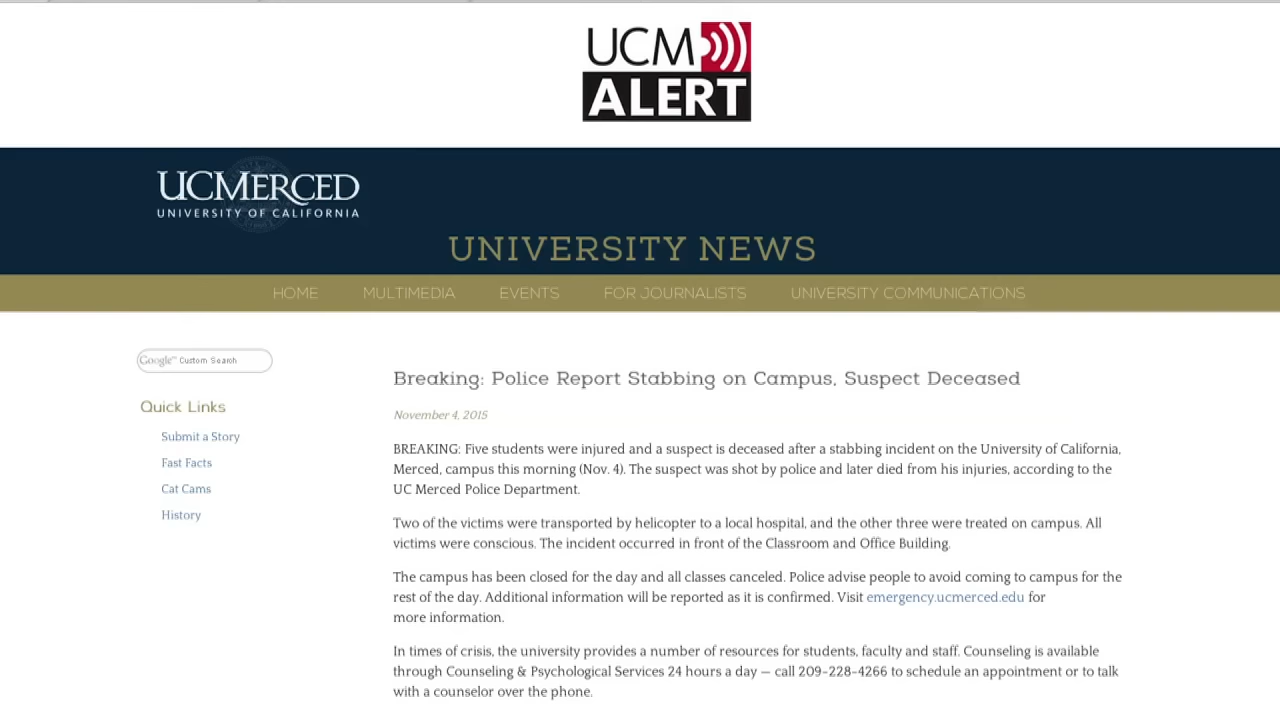 UCM
ALERT
UCMERCED
UNIVERSITY OF CALIFORNIA
UNIVERSITY NEWS
HOME MULTIMEDIA EVENTS FOR JOURNALISTS UNIVERSITY COMMUNICATIONS
Google™ Custom Search
Quick Links
Submit a Story
Fast Facts
Cat Cams
History
Breaking: Police Report Stabbing on Campus, Suspect Deceased
November 4, 2015
BREAKING: Five students were injured and a suspect is deceased after a stabbing incident on the University of California,
Merced, campus this morning (Nov. 4). The suspect was shot by police and later died from his injuries, according to the
UC Merced Police Department.
Two of the victims were transported by helicopter to a local hospital, and the other three were treated on campus. All
victims were conscious. The incident occurred in front of the Classroom and Office Building.
The campus has been closed for the day and all classes canceled. Police advise people to avoid coming to campus for the
rest of the day. Additional information will be reported as it is confirmed. Visit emergency.ucmerced.edu for
more information.
In times of crisis, the university provides a number of resources for students, faculty and staff. Counseling is available
through Counseling & Psychological Services 24 hours a day — call 209-228-4266 to schedule an appointment or to talk
with a counselor over the phone.